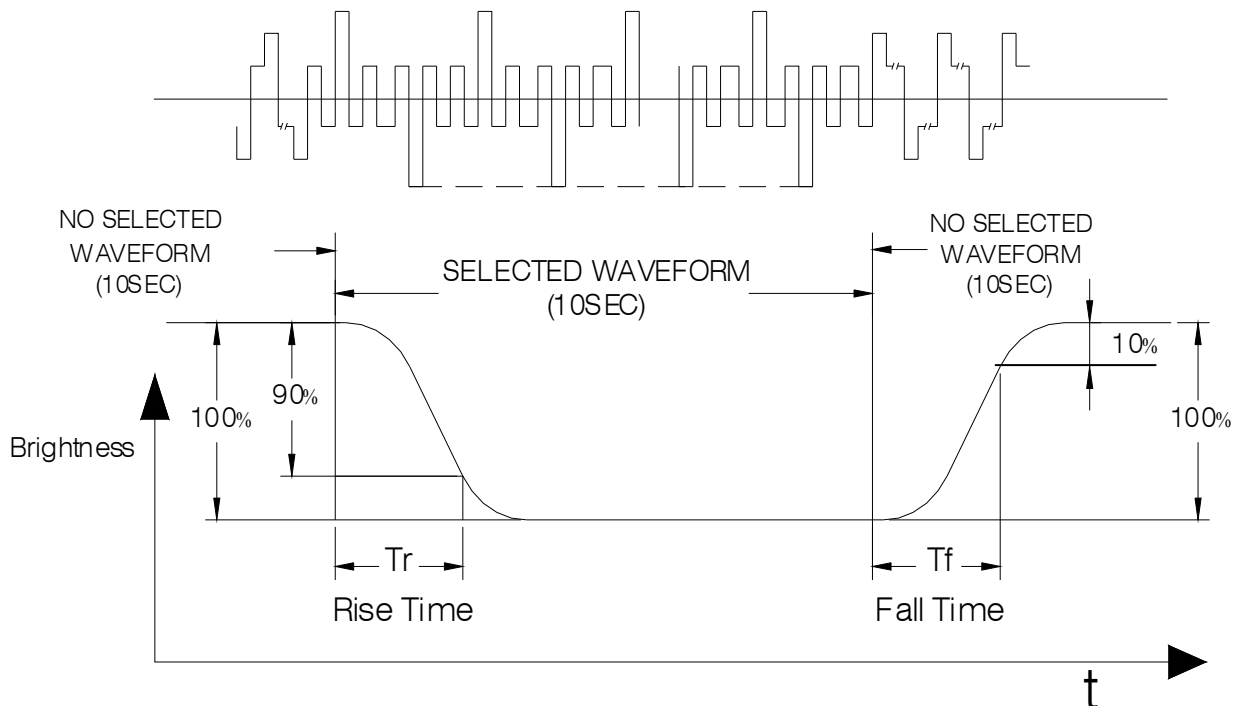 NO SELECTED
WAVEFORM
(10SEC)
SELECTED WAVEFORM
(10SEC)
NO SELECTED
WAVEFORM
(10SEC)
100%
90%
10%
100%
Brightness
Tr
Tf
Rise Time
Fall Time
t